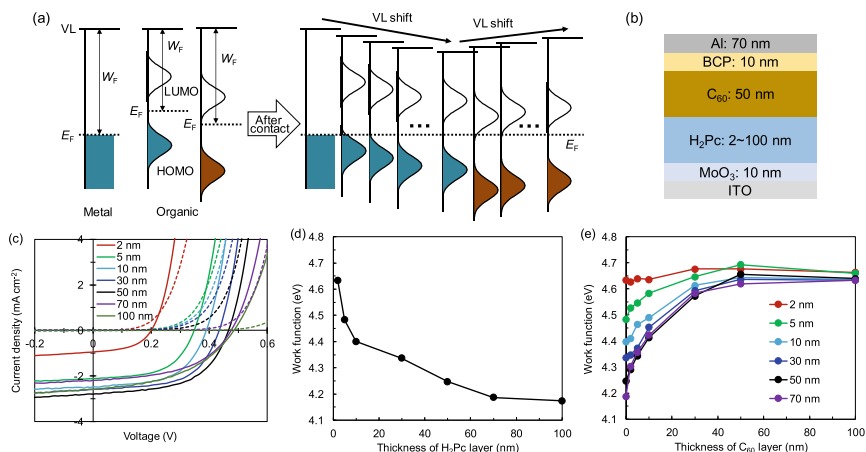 (a)
VL
W_F
W_F
W_F
LUMO
E_F
E_F
E_F
HOMO
Metal
Organic
After
contact
VL shift
VL shift
E_F
(b)
Al: 70 nm
BCP: 10 nm
C₆₀: 50 nm
H₂Pc: 2~100 nm
MoO₃: 10 nm
ITO
(c)
4
2
0
-2
-4
2 nm
5 nm
10 nm
30 nm
50 nm
70 nm
100 nm
-0.2
0
0.2
0.4
0.6
Current density (mA cm⁻²)
Voltage (V)
(d)
4.8
4.7
4.6
4.5
4.4
4.3
4.2
4.1
0
20
40
60
80
100
Work function (eV)
Thickness of H₂Pc layer (nm)
(e)
4.8
4.7
4.6
4.5
4.4
4.3
4.2
4.1
2 nm
5 nm
10 nm
30 nm
50 nm
70 nm
0
20
40
60
80
100
Work function (eV)
Thickness of C₆₀ layer (nm)